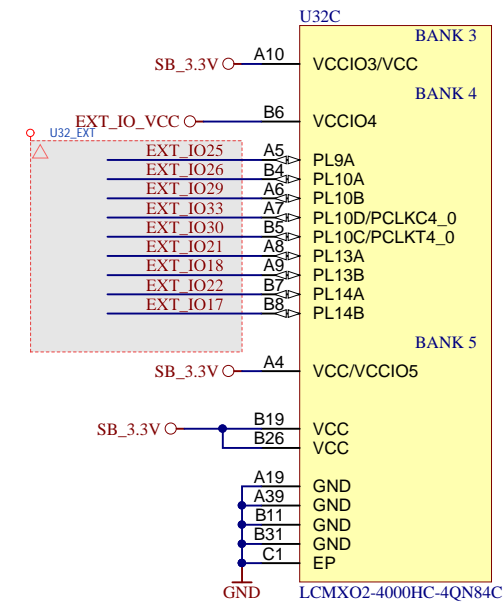 U32C
BANK 3
SB_3.3V A10 VCCIO3/VCC
BANK 4
EXT_IO_VCC B6 VCCIO4
U32_EXT
EXT_IO25 A5 PL9A
EXT_IO26 B4 PL10A
EXT_IO29 A6 PL10B
EXT_IO33 A7 PL10D/PCLKC4_0
EXT_IO30 B5 PL10C/PCLKT4_0
EXT_IO21 A8 PL13A
EXT_IO18 A9 PL13B
EXT_IO22 B7 PL14A
EXT_IO17 B8 PL14B
BANK 5
SB_3.3V A4 VCC/VCCIO5
SB_3.3V B19 VCC
B26 VCC
A19 GND
A39 GND
B11 GND
B31 GND
C1 EP
GND LCMXO2-4000HC-4QN84C